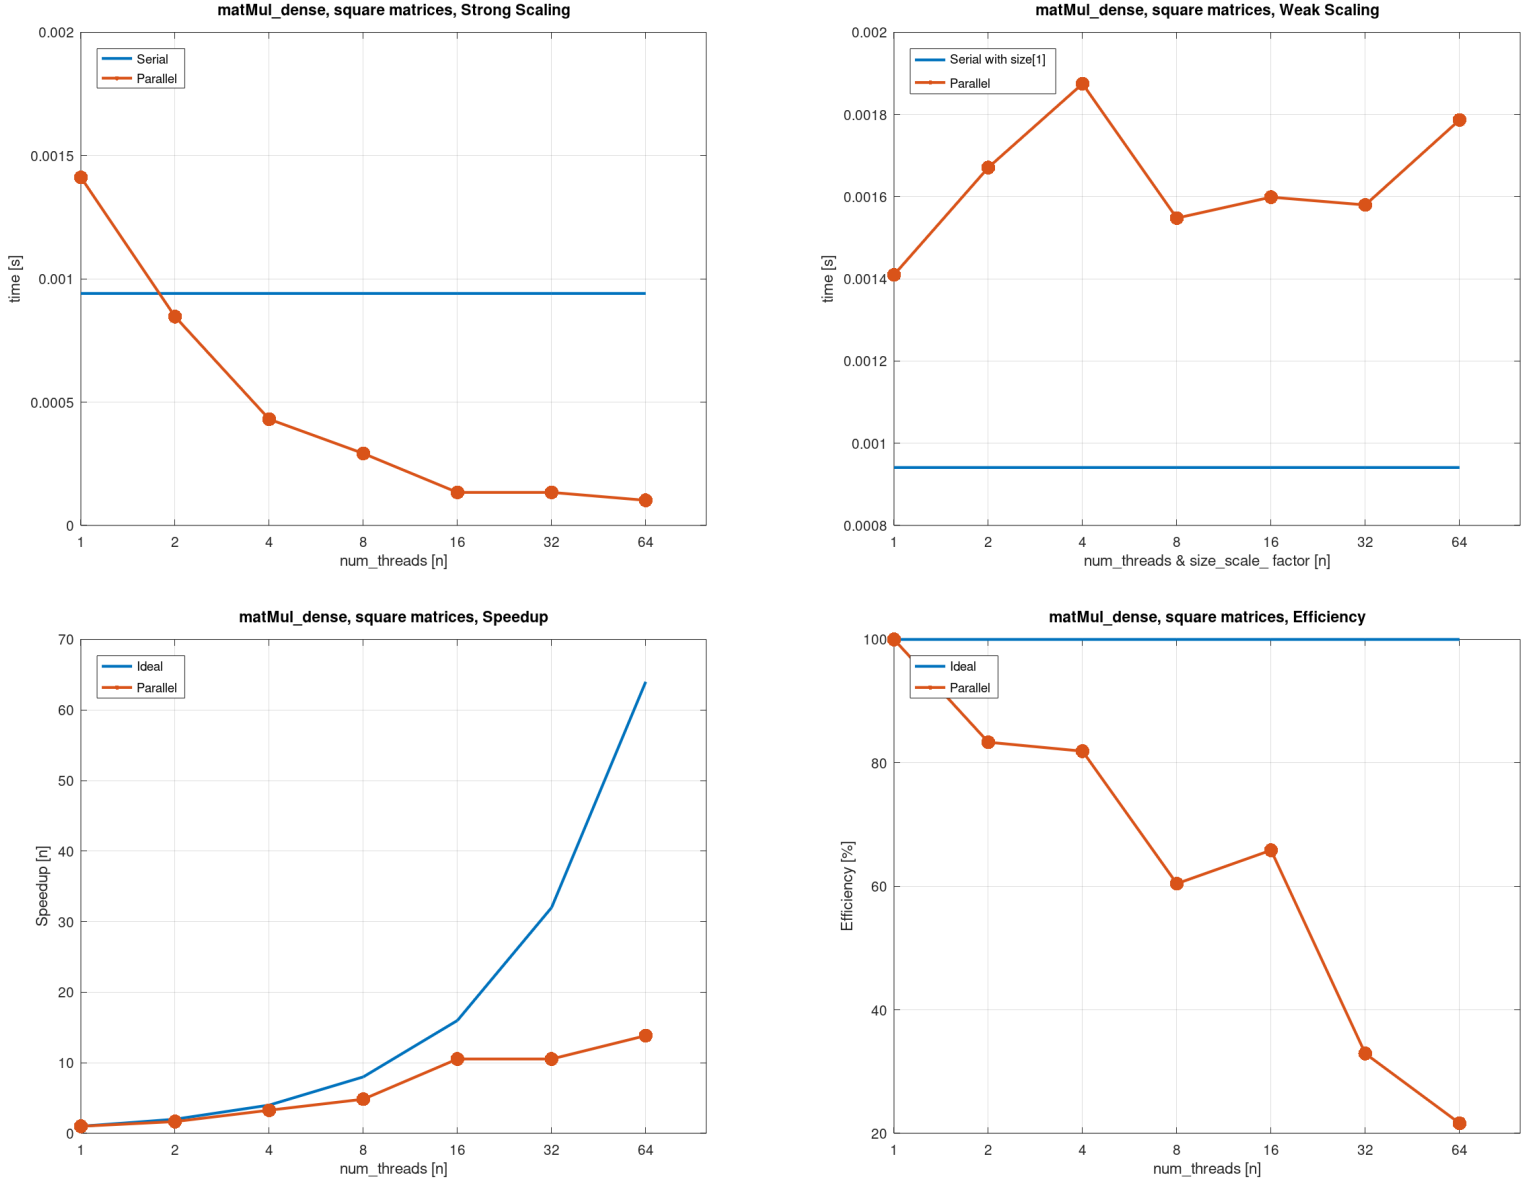 matMul_dense, square matrices, Strong Scaling
0.002
0.0015
0.001
0.0005
0
time [s]
Serial
Parallel
1 2 4 8 16 32 64
num_threads [n]
matMul_dense, square matrices, Weak Scaling
0.002
0.0018
0.0016
0.0014
0.0012
0.001
0.0008
time [s]
Serial with size[1]
Parallel
1 2 4 8 16 32 64
num_threads & size_scale_ factor [n]
matMul_dense, square matrices, Speedup
70
60
50
40
30
20
10
0
Speedup [n]
Ideal
Parallel
1 2 4 8 16 32 64
num_threads [n]
matMul_dense, square matrices, Efficiency
100
80
60
40
20
Efficiency [%]
Ideal
Parallel
1 2 4 8 16 32 64
num_threads [n]